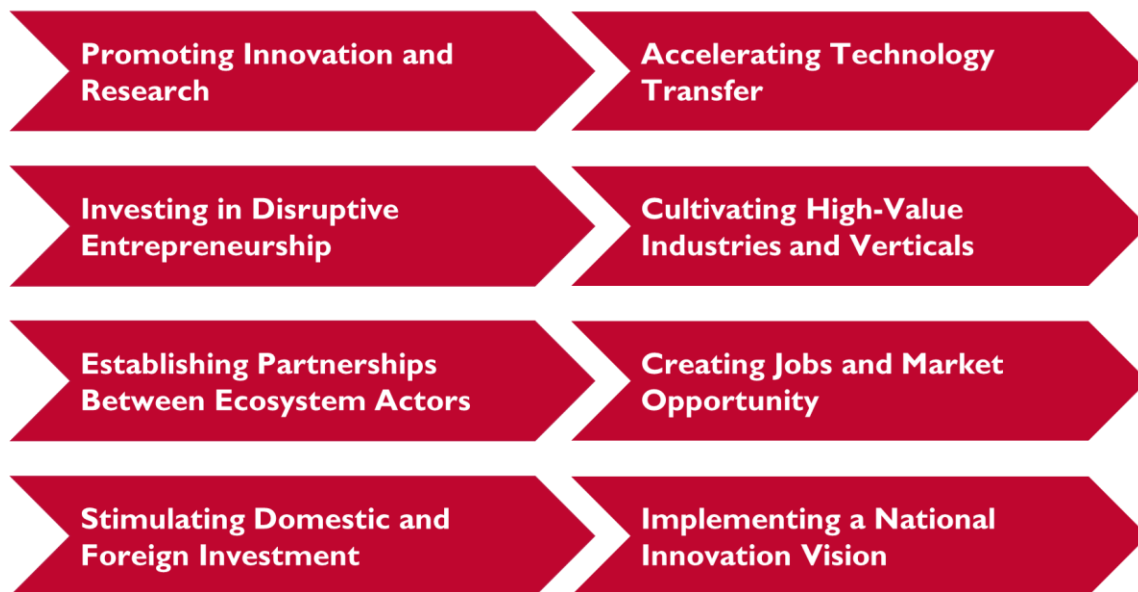 Promoting Innovation and
Research
Accelerating Technology
Transfer
Investing in Disruptive
Entrepreneurship
Cultivating High-Value
Industries and Verticals
Establishing Partnerships
Between Ecosystem Actors
Creating Jobs and Market
Opportunity
Stimulating Domestic and
Foreign Investment
Implementing a National
Innovation Vision